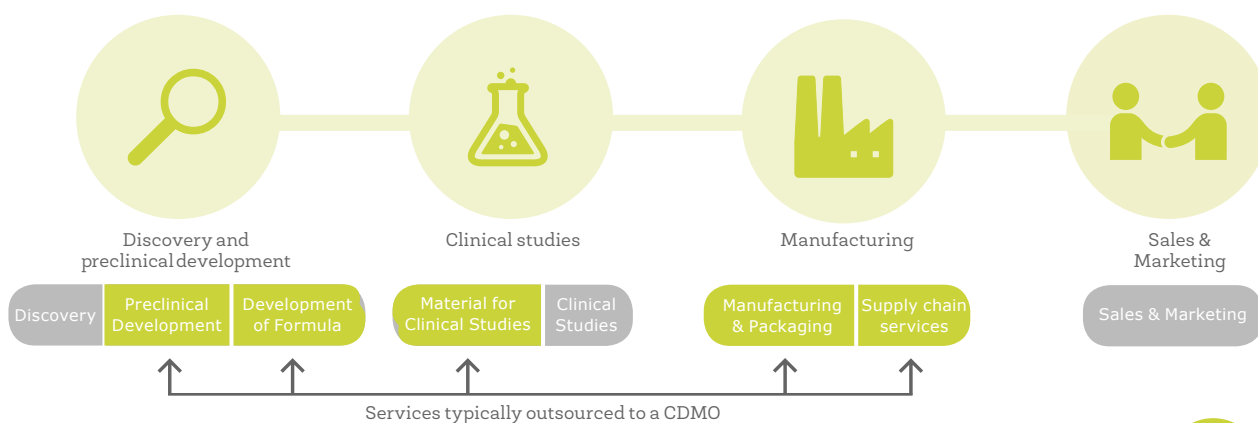 Discovery and
preclinical development
Clinical studies
Manufacturing
Sales &
Marketing
Discovery
Preclinical
Development
Development
of Formula
Material for
Clinical Studies
Clinical
Studies
Manufacturing
& Packaging
Supply chain
services
Sales & Marketing
Services typically outsourced to a CDMO